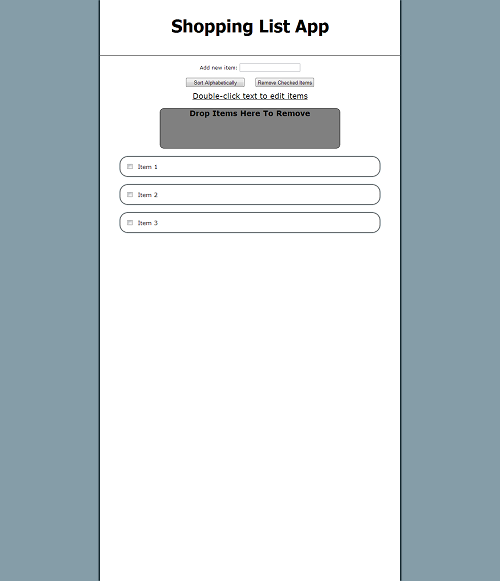 Shopping List App
Add new item:
Sort Alphabetically Remove Checked Items
Double-click text to edit items
Drop Items Here To Remove
Item 1
Item 2
Item 3